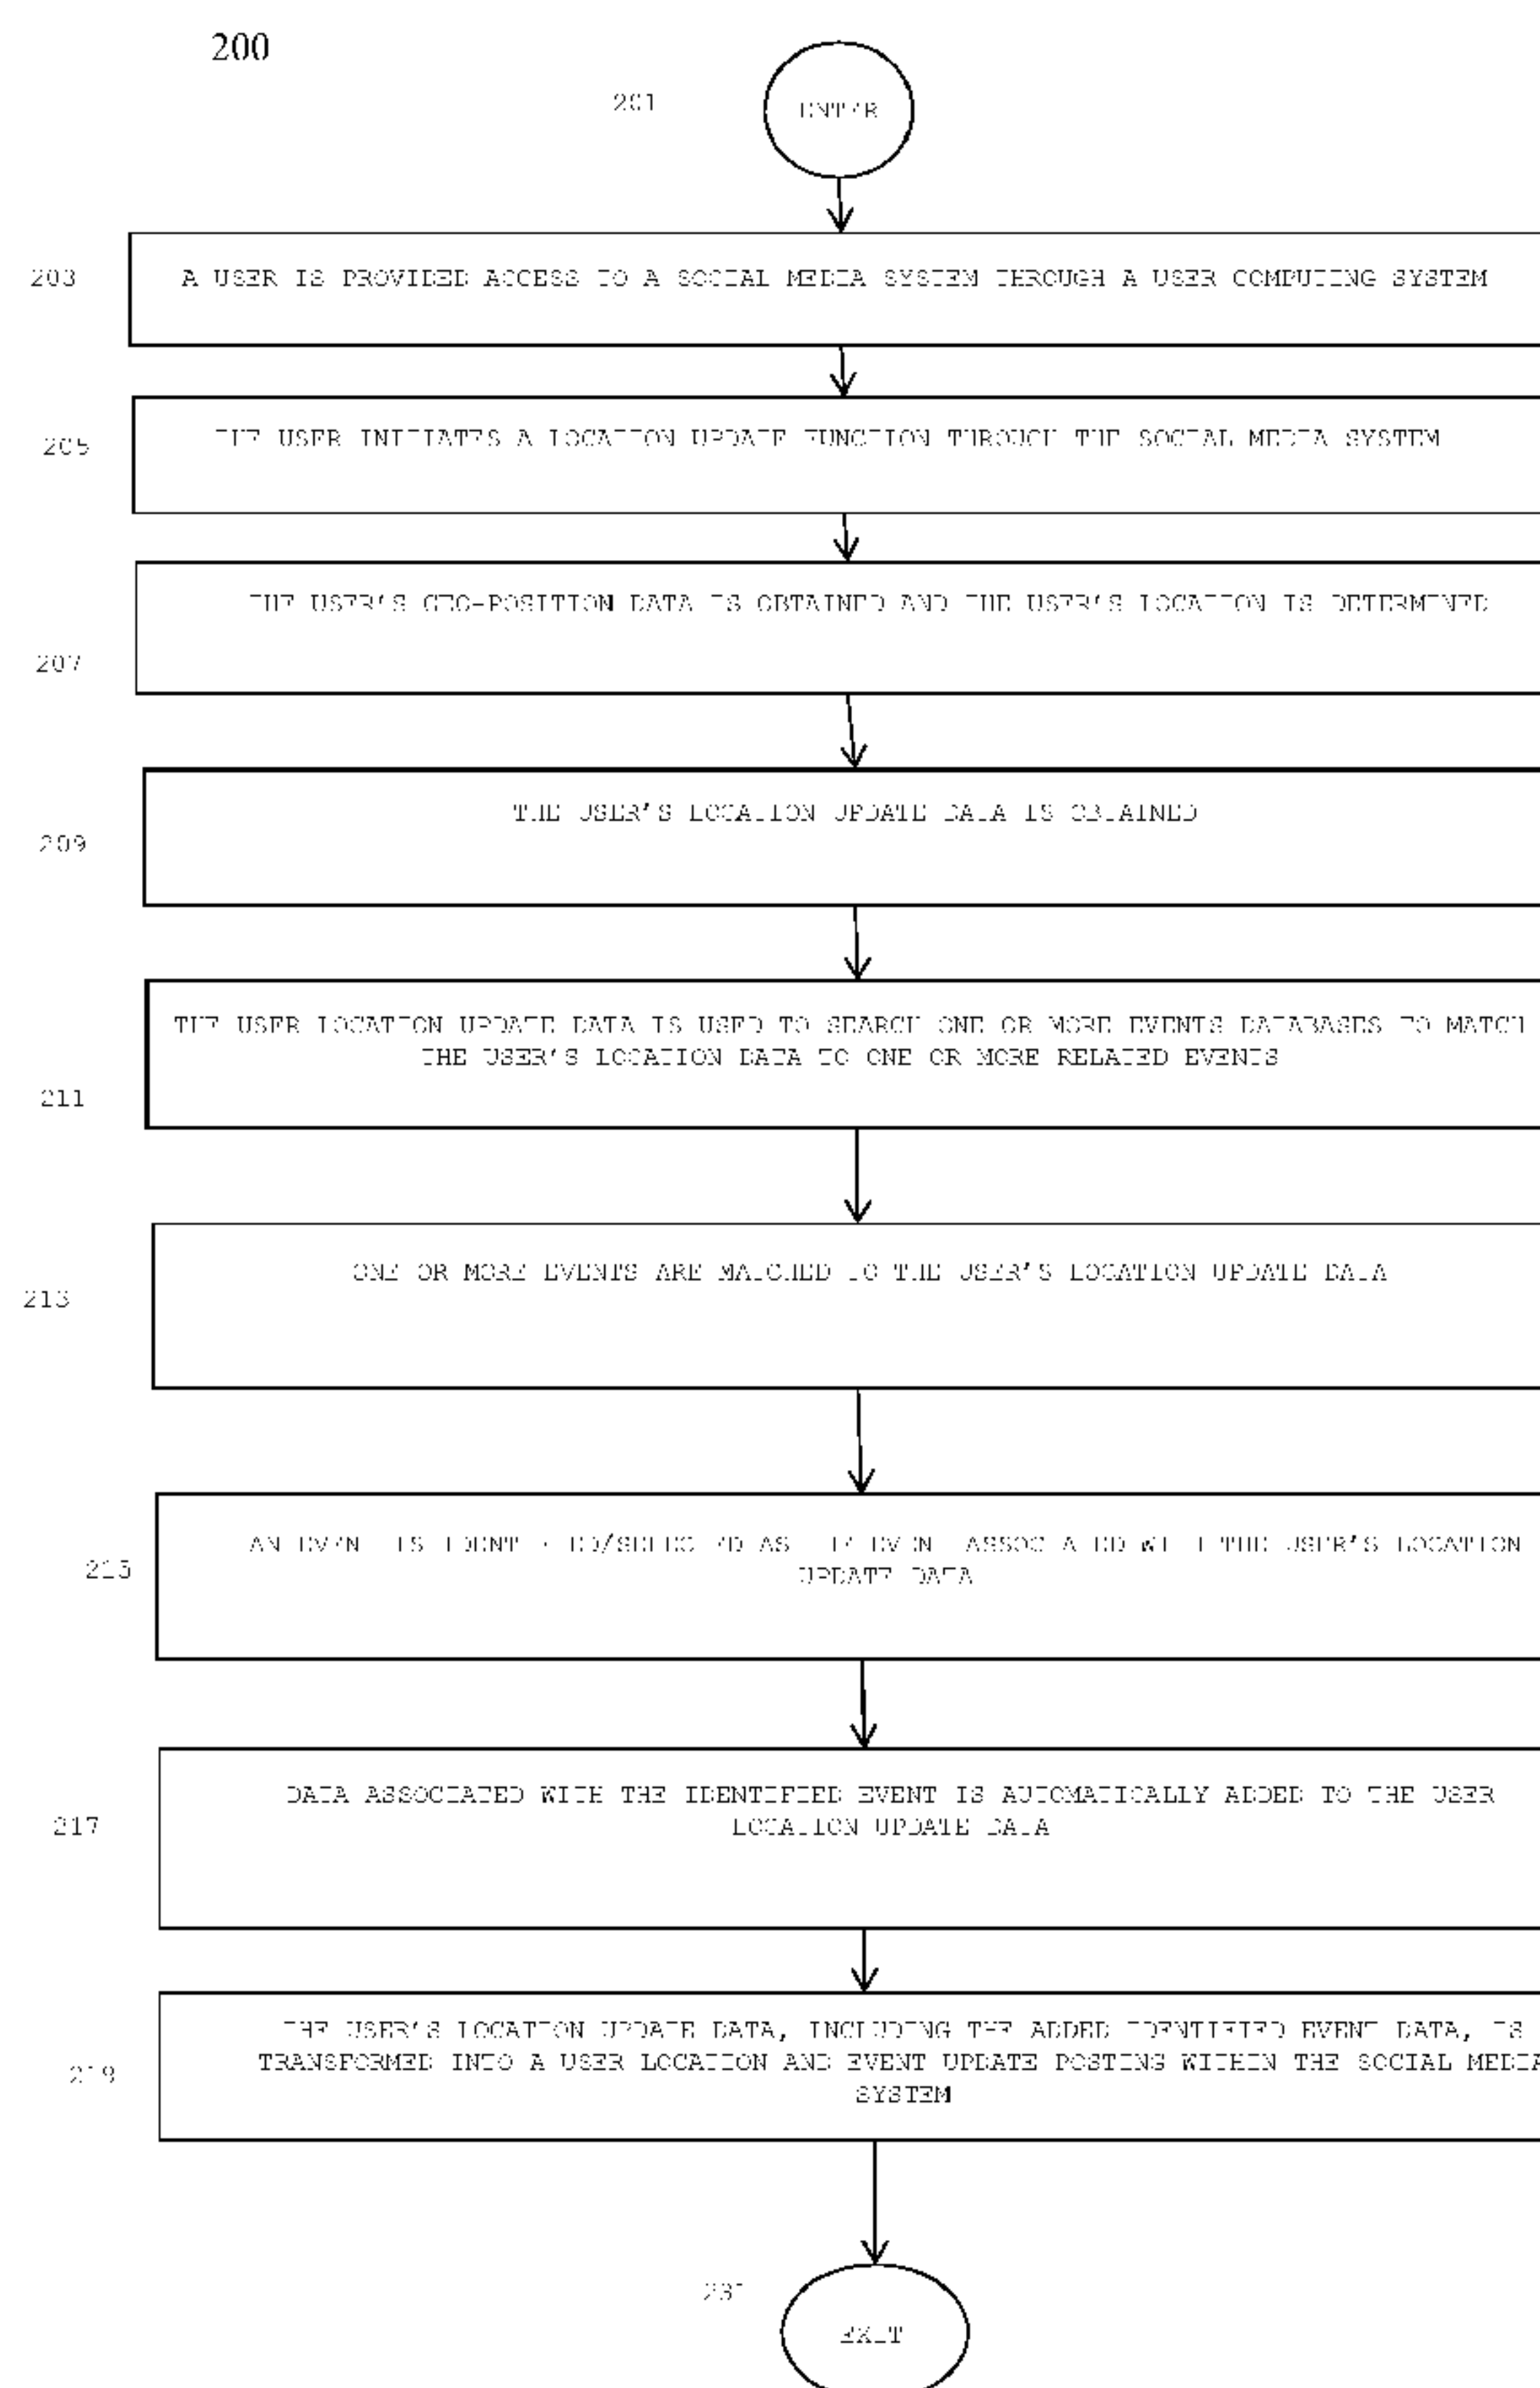 200
201
ENTER
203
A USER IS PROVIDED ACCESS TO A SOCIAL MEDIA SYSTEM THROUGH A USER COMPUTING SYSTEM
205
THE USER INITIATES A LOCATION UPDATE FUNCTION THROUGH THE SOCIAL MEDIA SYSTEM
THE USER'S GEO-POSITION DATA IS OBTAINED AND THE USER'S LOCATION IS DETERMINED
207
THE USER'S LOCATION UPDATE DATA IS OBTAINED
209
THE USER LOCATION UPDATE DATA IS USED TO SEARCH ONE OR MORE EVENTS DATABASES TO MATCH
THE USER'S LOCATION DATA TO ONE OR MORE RELATED EVENTS
211
ONE OR MORE EVENTS ARE MATCHED TO THE USER'S LOCATION UPDATE DATA
213
AN EVENT IS IDENTIFIED/SELECTED AS THE EVENT ASSOCIATED WITH THE USER'S LOCATION
UPDATE DATA
215
DATA ASSOCIATED WITH THE IDENTIFIED EVENT IS AUTOMATICALLY ADDED TO THE USER
LOCATION UPDATE DATA
217
THE USER'S LOCATION UPDATE DATA, INCLUDING THE ADDED IDENTIFIED EVENT DATA, IS
TRANSFORMED INTO A USER LOCATION AND EVENT UPDATE POSTING WITHIN THE SOCIAL MEDIA
SYSTEM
219
EXIT